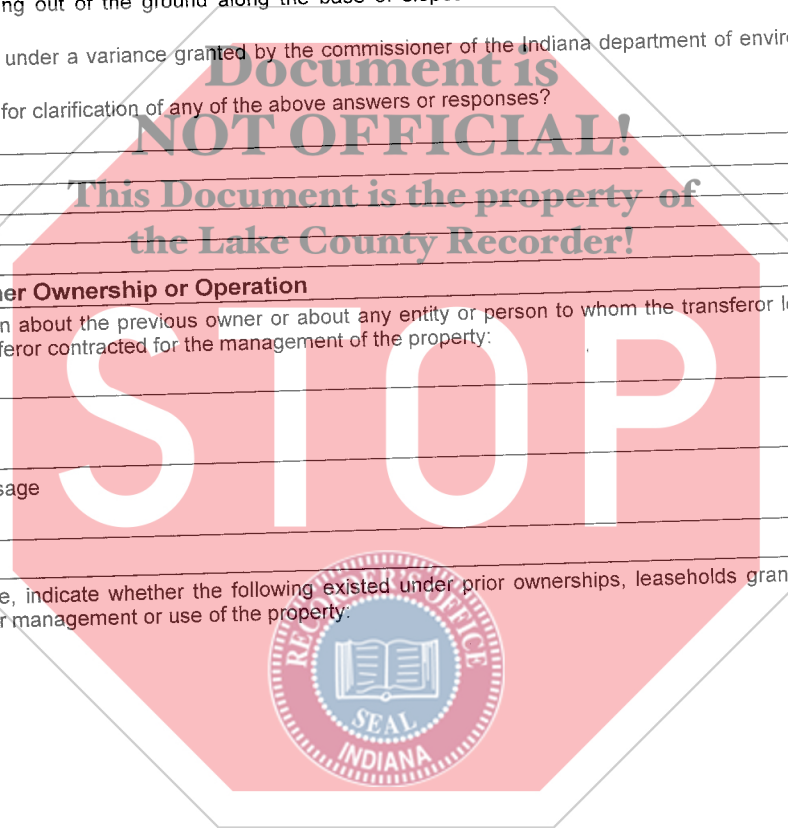 ng out of the ground along the base of
under a variance granted by the commissioner of the Indiana department of envir
Document is
for clarification of any of the above answers or responses?
NOT OFFICIAL!
This Document is the property of
the Lake County Recorder!
er Ownership or Operation
n about the previous owner or about any entity or person to whom the transferor l
feror contracted for the management of the property:
STOP
sage
e, indicate whether the following existed under prior ownerships, leaseholds gran
r management or use of the property:
RECORDER'S OFFICE
SEAL
INDIANA